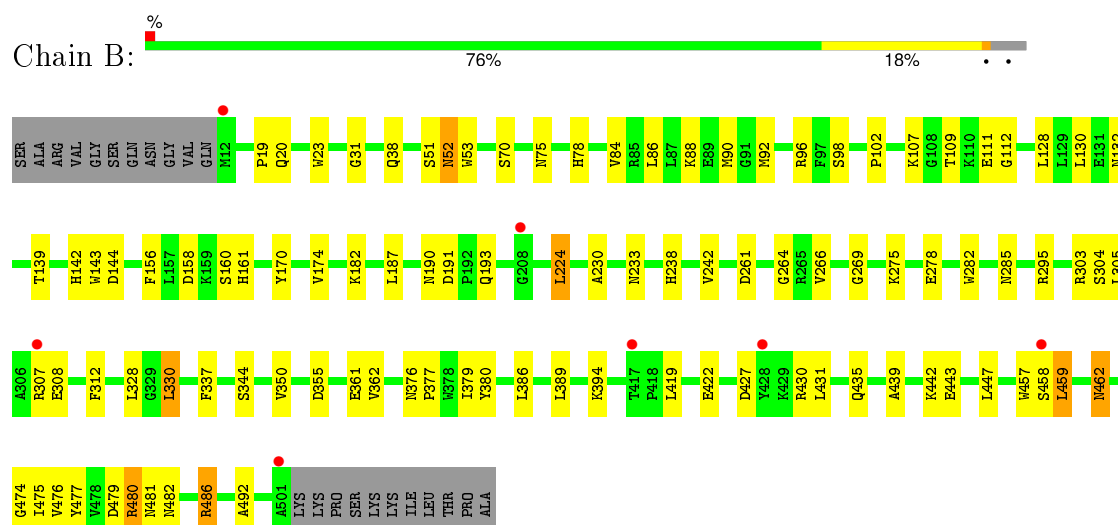 %
Chain B:
76% 18% • •
SER ALA ARG VAL GLY SER GLN ASN GLY VAL GLN M12 P19 Q20 W23 G31 Q38 S51 N52 W53 S70 N75 H78 V84 R85 L86 L87 K88 E89 M90 G91 M92 R96 F97 S98 P102 K107 G108 T109 K110 E111 G112 L128 L129 L130 E131 N132
T139 H142 W143 D144 F156 L157 D158 K159 S160 H161 Y170 V174 K182 L187 N190 D191 P192 Q193 G208 L224 A230 N233 H238 V242 D261 G264 R265 V266 G269 K275 E278 W282 N285 R295 R303 S304 L305
A306 R307 E308 F312 L328 G329 L330 F337 S344 V350 D355 E361 V362 N376 P377 W378 I379 Y380 L386 L389 K394 T417 P418 L419 E422 D427 Y428 K429 R430 L431 Q435 A439 K442 E443 L447 W457 S458 L459 N462
G474 I475 V476 Y477 V478 D479 R480 N481 N482 R486 A492 A501 LYS LYS PRO SER LYS LYS ILE LEU THR PRO ALA